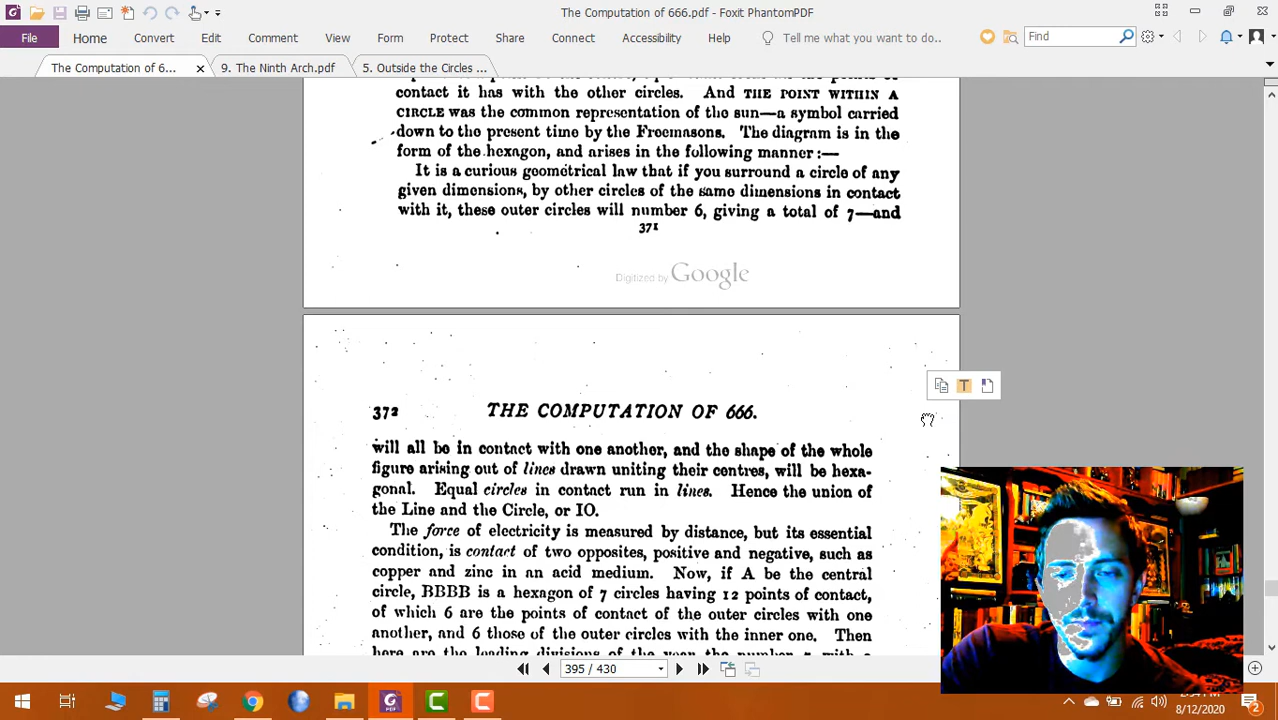 The Computation of 666.pdf - Foxit PhantomPDF
File Home Convert Edit Comment View Form Protect Share Connect Accessibility Help Tell me what you want to do.. Find
The Computation of 6... 9. The Ninth Arch.pdf 5. Outside the Circles ...
contact it has with the other circles. And THE POINT WITHIN A
CIRCLE was the common representation of the sun—a symbol carried
down to the present time by the Freemasons. The diagram is in the
form of the hexagon, and arises in the following manner :—
It is a curious geometrical law that if you surround a circle of any
given dimensions, by other circles of the same dimensions in contact
with it, these outer circles will number 6, giving a total of 7—and
371
Digitized by Google
372 THE COMPUTATION OF 666.
will all be in contact with one another, and the shape of the whole
figure arising out of lines drawn uniting their centres, will be hexa-
gonal. Equal circles in contact run in lines. Hence the union of
the Line and the Circle, or IO.
The force of electricity is measured by distance, but its essential
condition, is contact of two opposites, positive and negative, such as
copper and zinc in an acid medium. Now, if A be the central
circle, BBBB is a hexagon of 7 circles having 12 points of contact,
of which 6 are the points of contact of the outer circles with one
another, and 6 those of the outer circles with the inner one. Then
here are the leading divisions of the year the number
395 / 430
8/12/2020
2